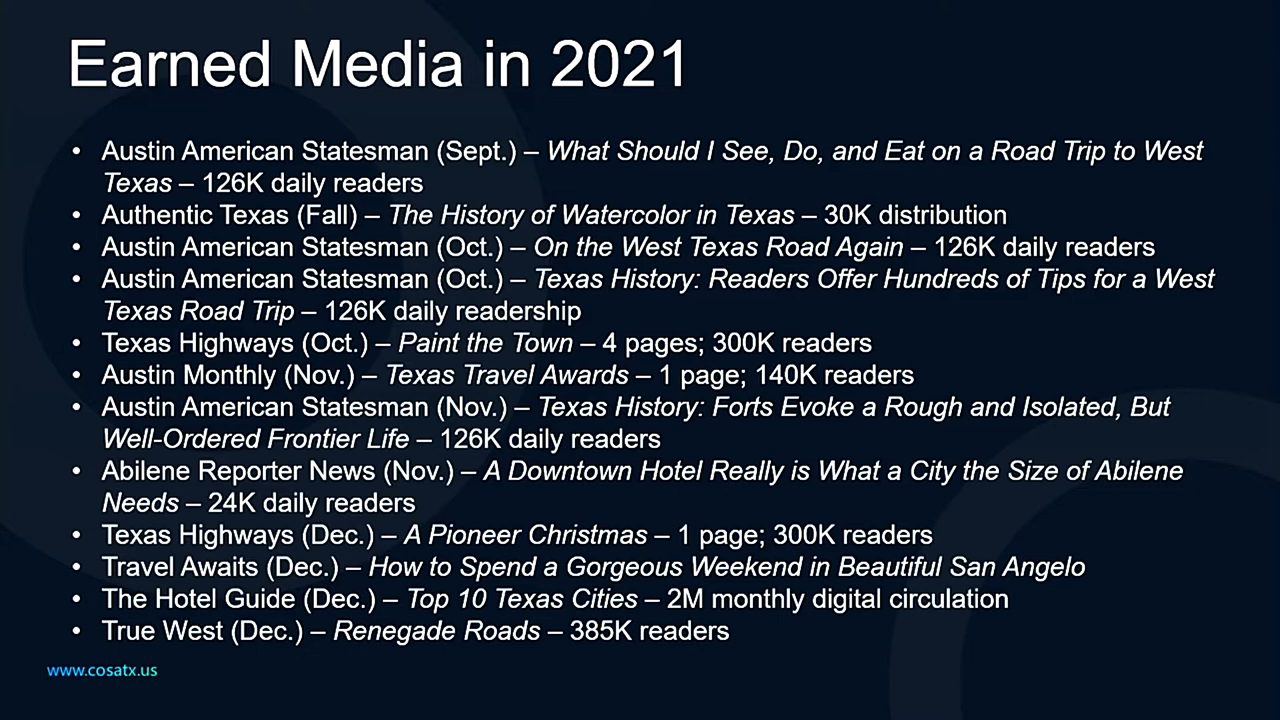 Earned Media in 2021
• Austin American Statesman (Sept.) – What Should I See, Do, and Eat on a Road Trip to West
Texas – 126K daily readers
• Authentic Texas (Fall) – The History of Watercolor in Texas – 30K distribution
• Austin American Statesman (Oct.) – On the West Texas Road Again – 126K daily readers
• Austin American Statesman (Oct.) – Texas History: Readers Offer Hundreds of Tips for a West
Texas Road Trip – 126K daily readership
• Texas Highways (Oct.) – Paint the Town – 4 pages; 300K readers
• Austin Monthly (Nov.) – Texas Travel Awards – 1 page; 140K readers
• Austin American Statesman (Nov.) – Texas History: Forts Evoke a Rough and Isolated, But
Well-Ordered Frontier Life – 126K daily readers
• Abilene Reporter News (Nov.) – A Downtown Hotel Really is What a City the Size of Abilene
Needs – 24K daily readers
• Texas Highways (Dec.) – A Pioneer Christmas – 1 page; 300K readers
• Travel Awaits (Dec.) – How to Spend a Gorgeous Weekend in Beautiful San Angelo
• The Hotel Guide (Dec.) – Top 10 Texas Cities – 2M monthly digital circulation
• True West (Dec.) – Renegade Roads – 385K readers
www.cosatx.us